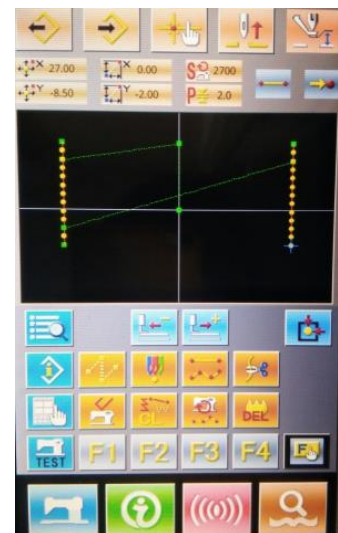 X 27.00 X 0.00 S 2700
Y -8.50 Y -2.00 P 2.0
CL DEL
TEST F1 F2 F3 F4